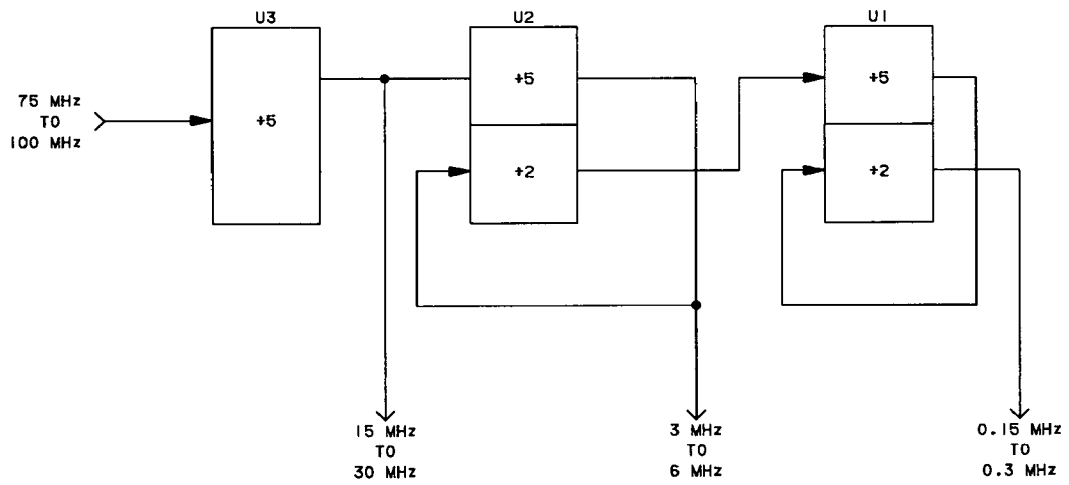 U3
U2
U1
+5
+5
+2
+5
+2
75 MHz
TO
100 MHz
15 MHz
TO
30 MHz
3 MHz
TO
6 MHz
0.15 MHz
TO
0.3 MHz